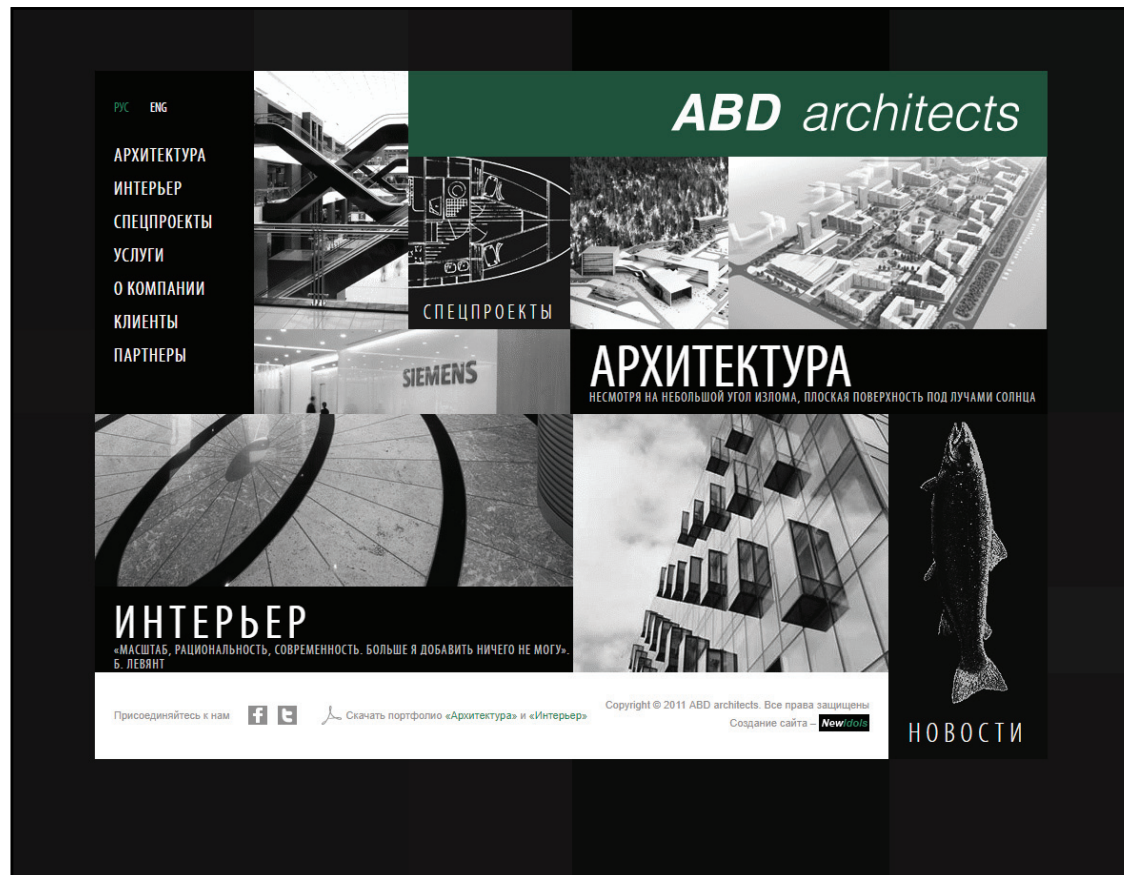 РУС ENG
АРХИТЕКТУРА
ИНТЕРЬЕР
СПЕЦПРОЕКТЫ
УСЛУГИ
О КОМПАНИИ
КЛИЕНТЫ
ПАРТНЕРЫ
ABD architects
СПЕЦПРОЕКТЫ
SIEMENS
АРХИТЕКТУРА
НЕСМОТРЯ НА НЕБОЛЬШОЙ УГОЛ ИЗЛОМА, ПЛОСКАЯ ПОВЕРХНОСТЬ ПОД ЛУЧАМИ СОЛНЦА
ИНТЕРЬЕР
«МАСШТАБ, РАЦИОНАЛЬНОСТЬ, СОВРЕМЕННОСТЬ. БОЛЬШЕ Я ДОБАВИТЬ НИЧЕГО НЕ МОГУ».
Б. ЛЕВЯНТ
НОВОСТИ
Присоединяйтесь к нам
Скачать портфолио «Архитектура» и «Интерьер»
Copyright © 2011 ABD architects. Все права защищены
Создание сайта – NewIdols